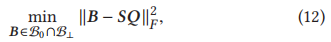 min ‖B − SQ‖²_F, (12)
B∈ℬ₀∩ℬ⊥